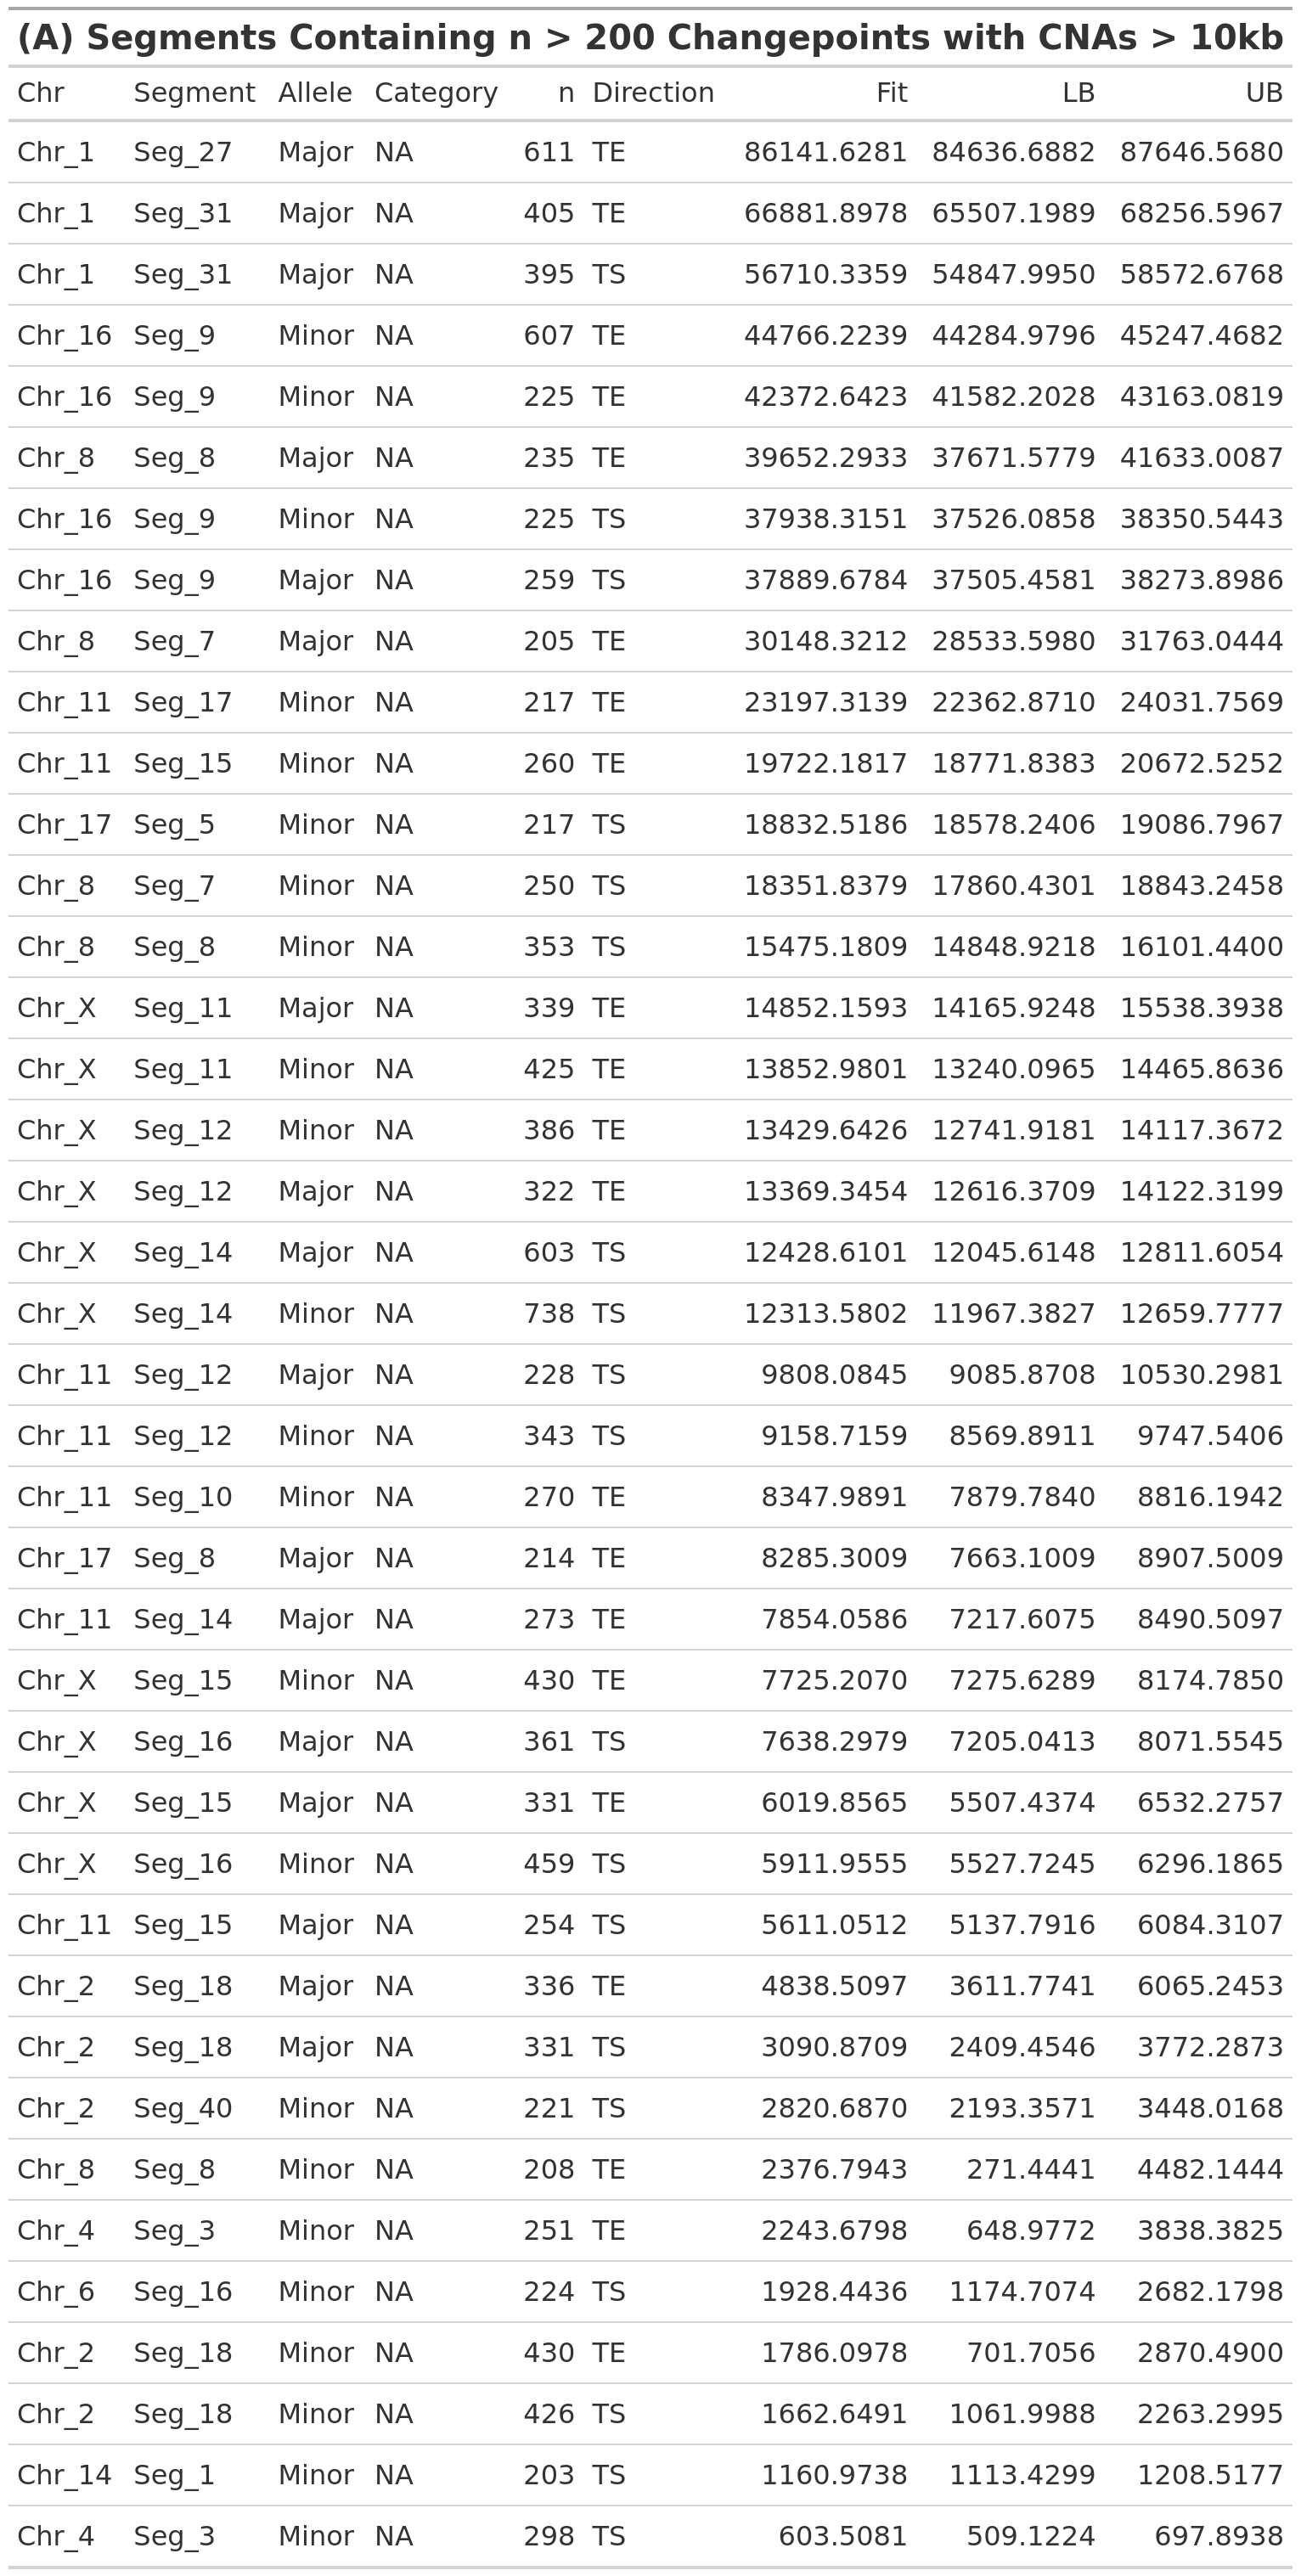 (A) Segments Containing n > 200 Changepoints with CNAs > 10kb
Chr Segment Allele Category n Direction Fit LB UB
Chr_1 Seg_27 Major NA 611 TE 86141.6281 84636.6882 87646.5680
Chr_1 Seg_31 Major NA 405 TE 66881.8978 65507.1989 68256.5967
Chr_1 Seg_31 Major NA 395 TS 56710.3359 54847.9950 58572.6768
Chr_16 Seg_9 Minor NA 607 TE 44766.2239 44284.9796 45247.4682
Chr_16 Seg_9 Minor NA 225 TE 42372.6423 41582.2028 43163.0819
Chr_8 Seg_8 Major NA 235 TE 39652.2933 37671.5779 41633.0087
Chr_16 Seg_9 Minor NA 225 TS 37938.3151 37526.0858 38350.5443
Chr_16 Seg_9 Major NA 259 TS 37889.6784 37505.4581 38273.8986
Chr_8 Seg_7 Major NA 205 TE 30148.3212 28533.5980 31763.0444
Chr_11 Seg_17 Minor NA 217 TE 23197.3139 22362.8710 24031.7569
Chr_11 Seg_15 Minor NA 260 TE 19722.1817 18771.8383 20672.5252
Chr_17 Seg_5 Minor NA 217 TS 18832.5186 18578.2406 19086.7967
Chr_8 Seg_7 Minor NA 250 TS 18351.8379 17860.4301 18843.2458
Chr_8 Seg_8 Minor NA 353 TS 15475.1809 14848.9218 16101.4400
Chr_X Seg_11 Major NA 339 TE 14852.1593 14165.9248 15538.3938
Chr_X Seg_11 Minor NA 425 TE 13852.9801 13240.0965 14465.8636
Chr_X Seg_12 Minor NA 386 TE 13429.6426 12741.9181 14117.3672
Chr_X Seg_12 Major NA 322 TE 13369.3454 12616.3709 14122.3199
Chr_X Seg_14 Major NA 603 TS 12428.6101 12045.6148 12811.6054
Chr_X Seg_14 Minor NA 738 TS 12313.5802 11967.3827 12659.7777
Chr_11 Seg_12 Major NA 228 TS 9808.0845 9085.8708 10530.2981
Chr_11 Seg_12 Minor NA 343 TS 9158.7159 8569.8911 9747.5406
Chr_11 Seg_10 Minor NA 270 TE 8347.9891 7879.7840 8816.1942
Chr_17 Seg_8 Major NA 214 TE 8285.3009 7663.1009 8907.5009
Chr_11 Seg_14 Major NA 273 TE 7854.0586 7217.6075 8490.5097
Chr_X Seg_15 Minor NA 430 TE 7725.2070 7275.6289 8174.7850
Chr_X Seg_16 Major NA 361 TS 7638.2979 7205.0413 8071.5545
Chr_X Seg_15 Major NA 331 TE 6019.8565 5507.4374 6532.2757
Chr_X Seg_16 Minor NA 459 TS 5911.9555 5527.7245 6296.1865
Chr_11 Seg_15 Major NA 254 TS 5611.0512 5137.7916 6084.3107
Chr_2 Seg_18 Major NA 336 TE 4838.5097 3611.7741 6065.2453
Chr_2 Seg_18 Major NA 331 TS 3090.8709 2409.4546 3772.2873
Chr_2 Seg_40 Minor NA 221 TS 2820.6870 2193.3571 3448.0168
Chr_8 Seg_8 Minor NA 208 TE 2376.7943 271.4441 4482.1444
Chr_4 Seg_3 Minor NA 251 TE 2243.6798 648.9772 3838.3825
Chr_6 Seg_16 Minor NA 224 TS 1928.4436 1174.7074 2682.1798
Chr_2 Seg_18 Minor NA 430 TE 1786.0978 701.7056 2870.4900
Chr_2 Seg_18 Minor NA 426 TS 1662.6491 1061.9988 2263.2995
Chr_14 Seg_1 Minor NA 203 TS 1160.9738 1113.4299 1208.5177
Chr_4 Seg_3 Minor NA 298 TS 603.5081 509.1224 697.8938